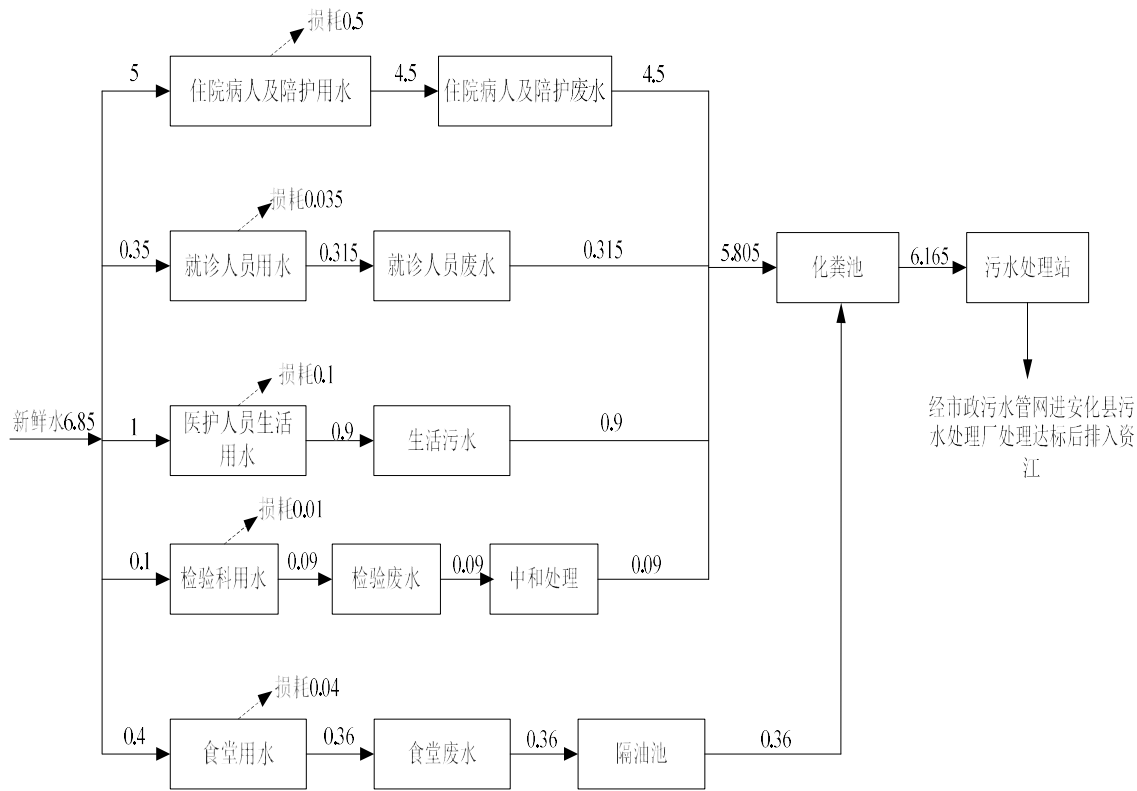 损耗0.5
5
住院病人及陪护用水
4.5
住院病人及陪护废水
4.5
损耗0.035
0.35
就诊人员用水
0.315
就诊人员废水
0.315
5.805
化粪池
6.165
污水处理站
新鲜水6.85
损耗0.1
1
医护人员生活
用水
0.9
生活污水
0.9
经市政污水管网进安化县污
水处理厂处理达标后排入资
江
损耗0.01
0.1
检验科用水
0.09
检验废水
0.09
中和处理
0.09
损耗0.04
0.4
食堂用水
0.36
食堂废水
0.36
隔油池
0.36